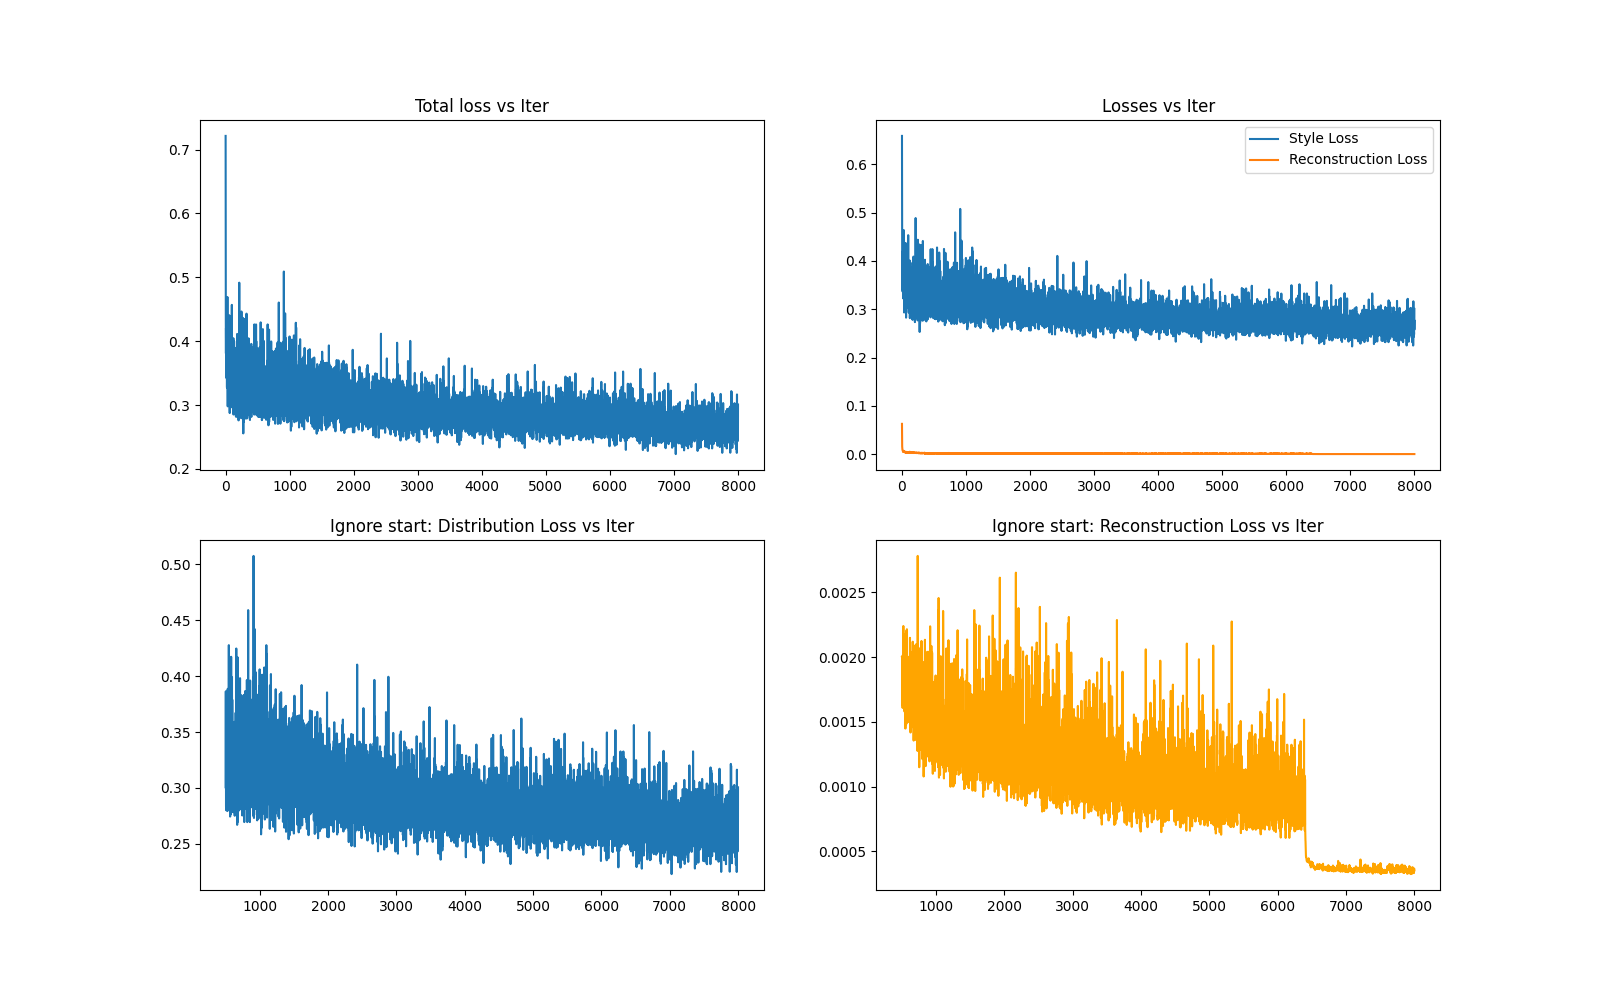 Total loss vs Iter
0.7
0.6
0.5
0.4
0.3
0.2
0 1000 2000 3000 4000 5000 6000 7000 8000
Losses vs Iter
Style Loss
Reconstruction Loss
0.6
0.5
0.4
0.3
0.2
0.1
0.0
0 1000 2000 3000 4000 5000 6000 7000 8000
Ignore start: Distribution Loss vs Iter
0.50
0.45
0.40
0.35
0.30
0.25
1000 2000 3000 4000 5000 6000 7000 8000
Ignore start: Reconstruction Loss vs Iter
0.0025
0.0020
0.0015
0.0010
0.0005
1000 2000 3000 4000 5000 6000 7000 8000